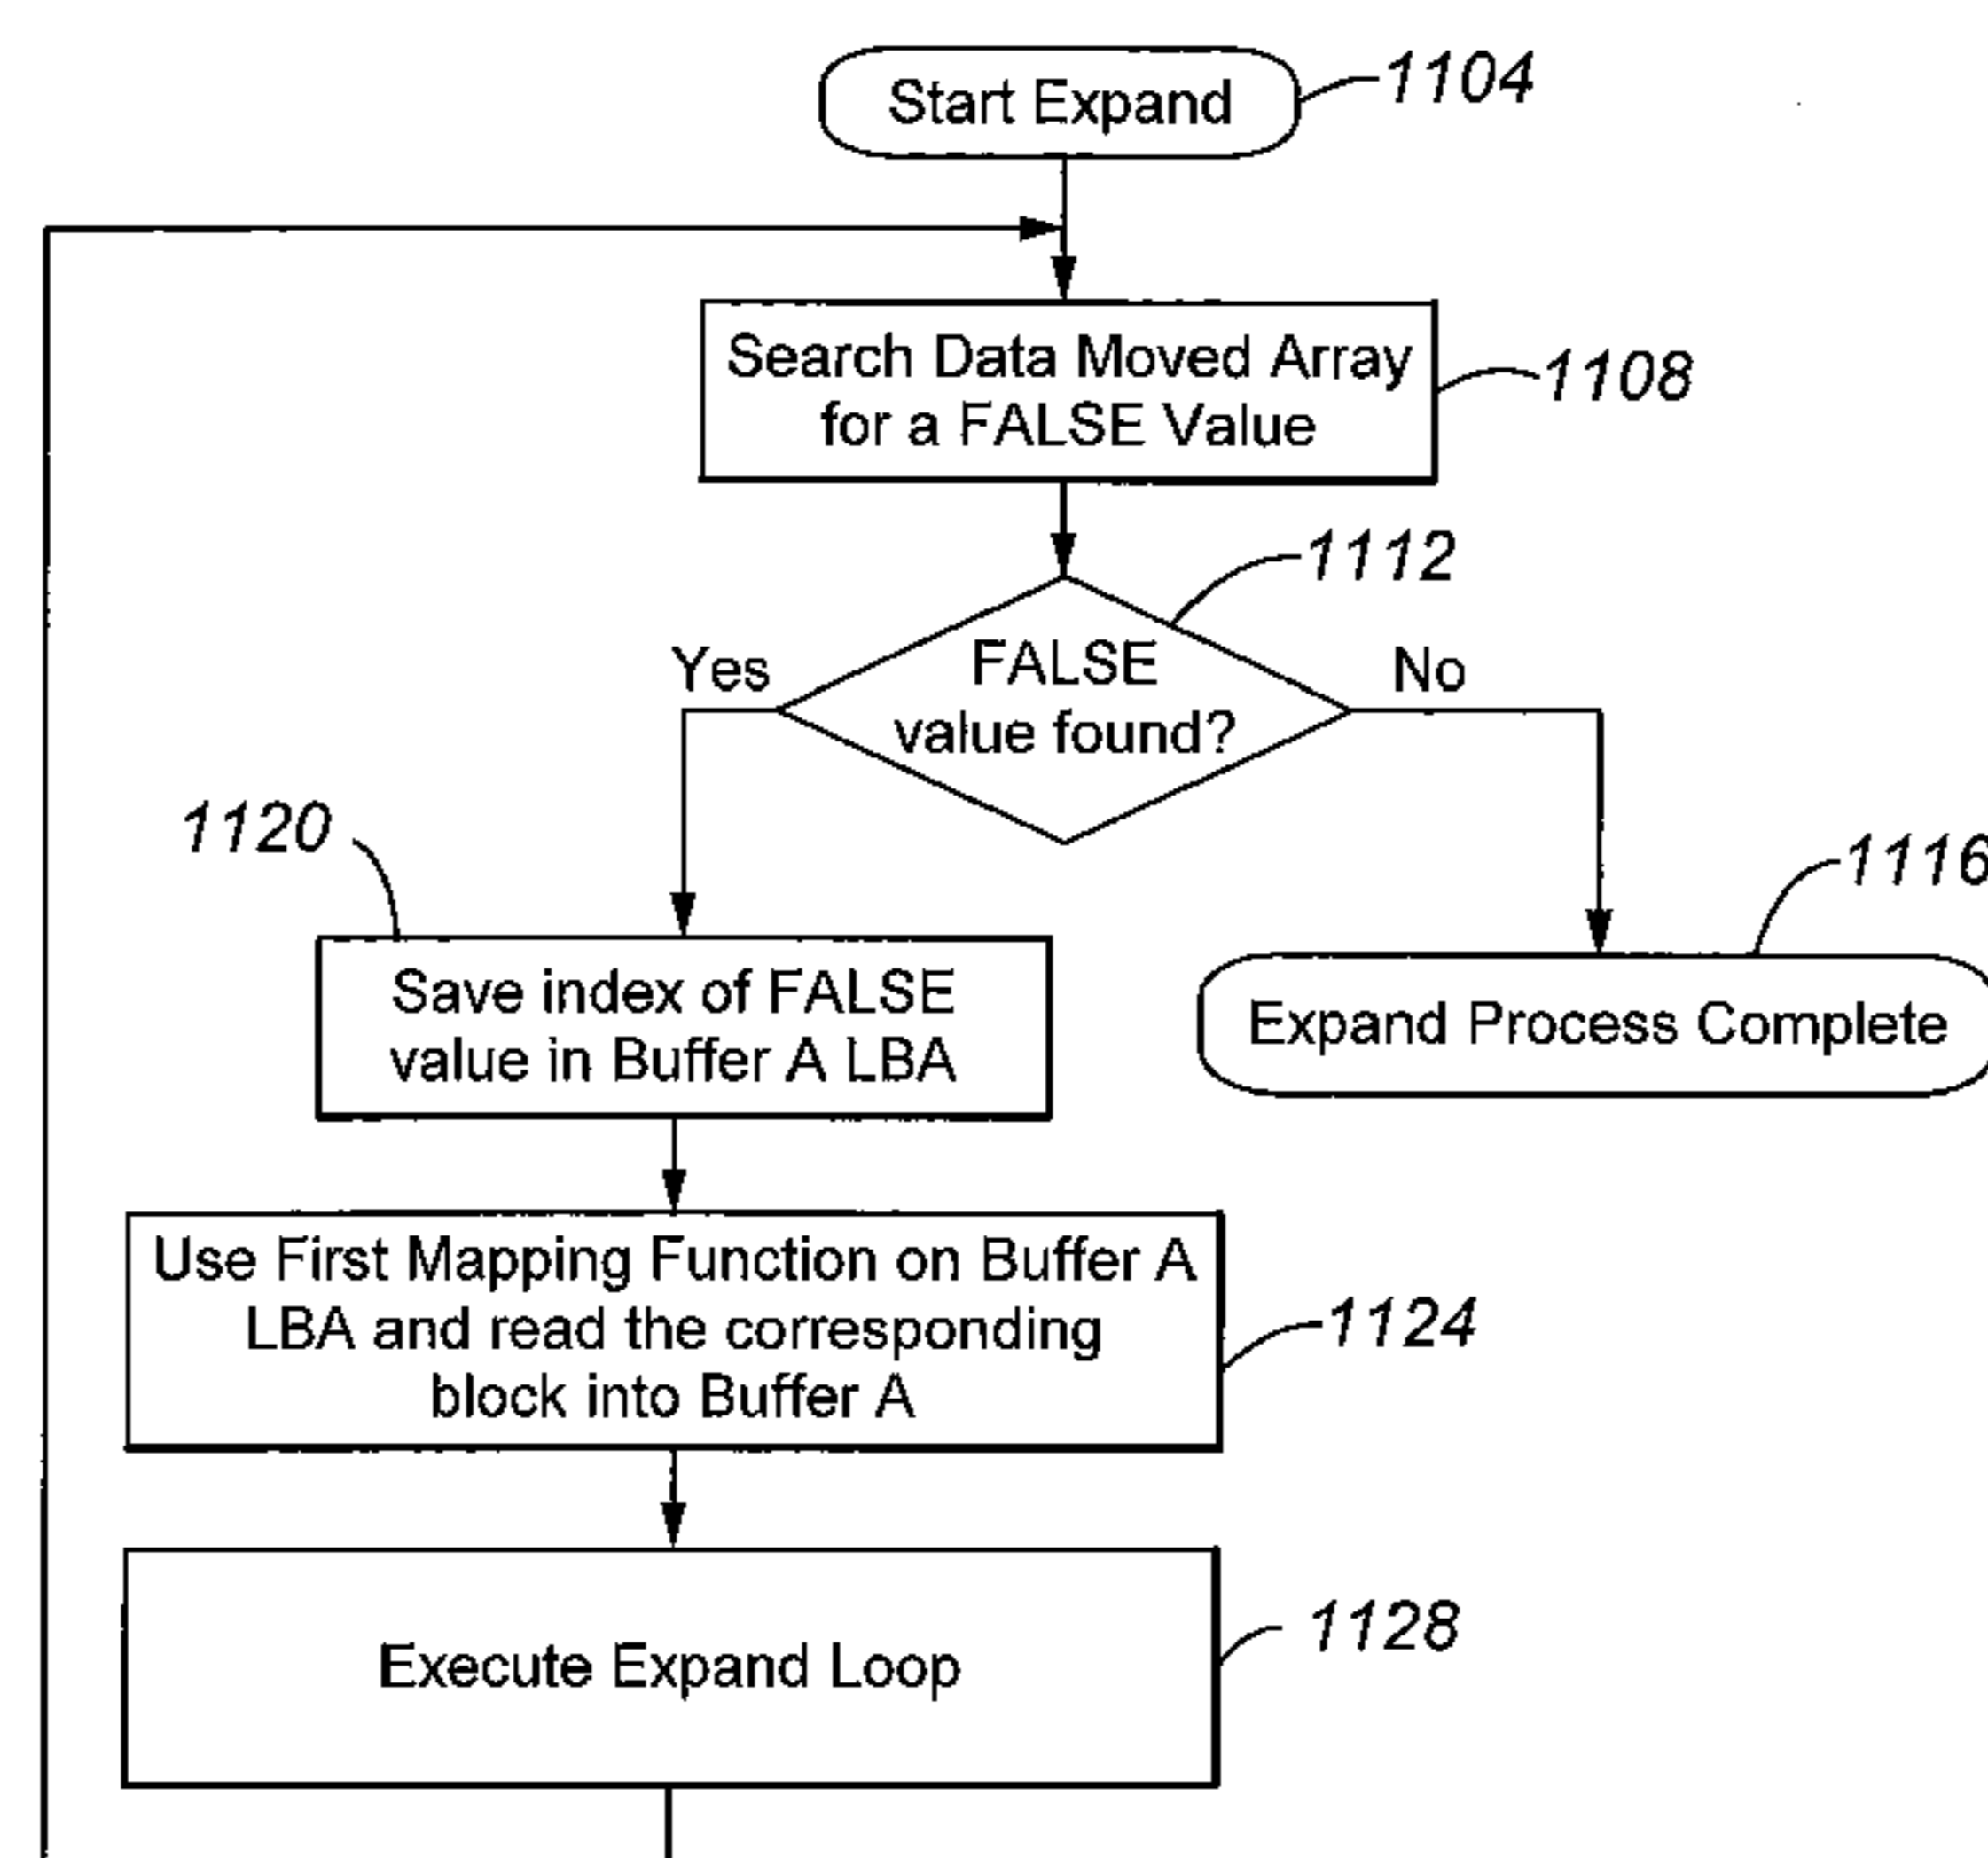 Start Expand
1104
Search Data Moved Array
for a FALSE Value
1108
1112
Yes
FALSE
value found?
No
1120
1116
Save index of FALSE
value in Buffer A LBA
Expand Process Complete
Use First Mapping Function on Buffer A
LBA and read the corresponding
block into Buffer A
1124
Execute Expand Loop
1128